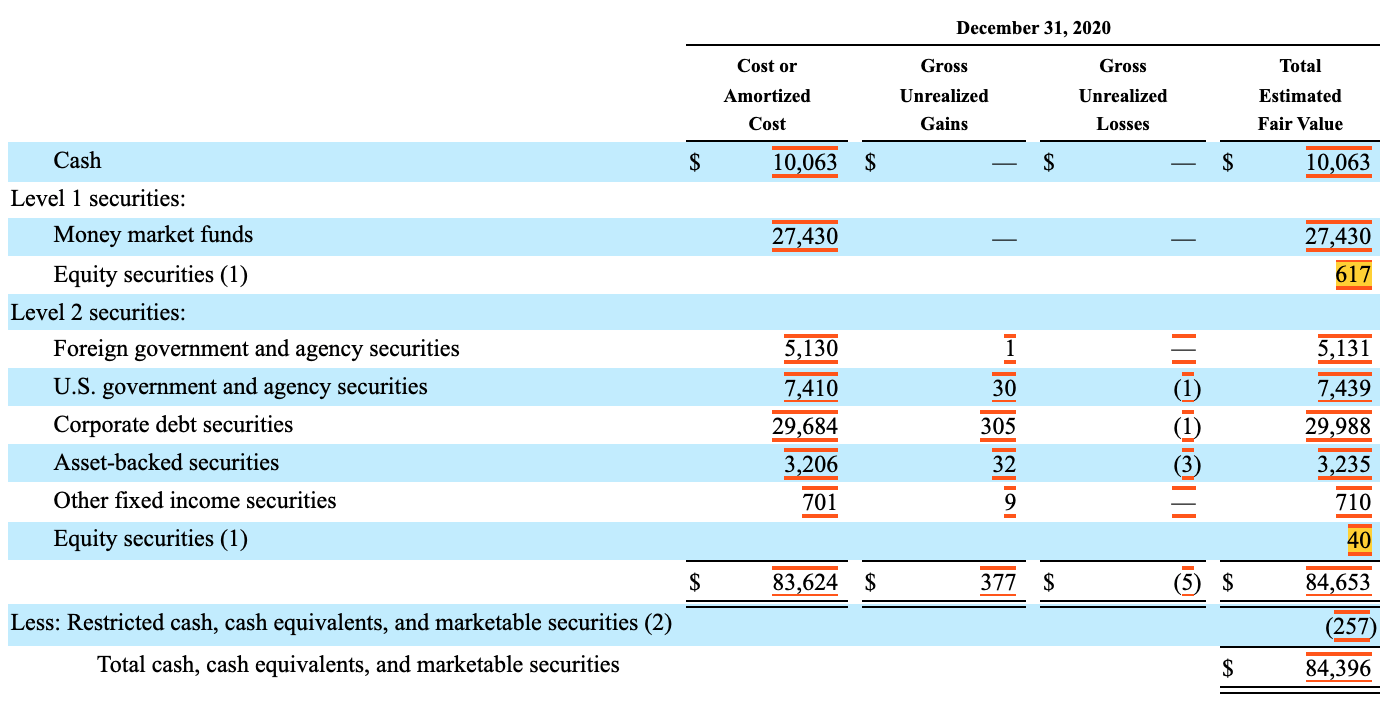 December 31, 2020
Cost or Gross Gross Total
Amortized Unrealized Unrealized Estimated
Cost Gains Losses Fair Value
Cash $ 10,063 $ — $ — $ 10,063
Level 1 securities:
Money market funds 27,430 — — 27,430
Equity securities (1) 617
Level 2 securities:
Foreign government and agency securities 5,130 1 — 5,131
U.S. government and agency securities 7,410 30 (1) 7,439
Corporate debt securities 29,684 305 (1) 29,988
Asset-backed securities 3,206 32 (3) 3,235
Other fixed income securities 701 9 — 710
Equity securities (1) 40
$ 83,624 $ 377 $ (5) $ 84,653
Less: Restricted cash, cash equivalents, and marketable securities (2) (257)
Total cash, cash equivalents, and marketable securities $ 84,396